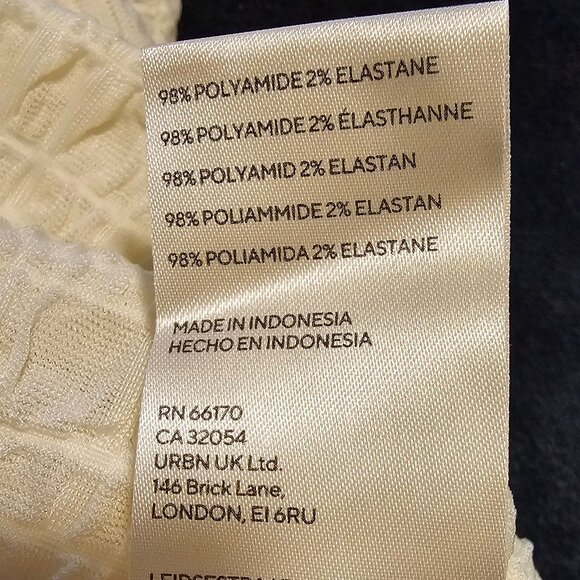 98% POLYAMIDE 2% ELASTANE
98% POLYAMIDE 2% ÉLASTHANNE
98% POLYAMID 2% ELASTAN
98% POLIAMMIDE 2% ELASTAN
98% POLIAMIDA 2% ELASTANE
MADE IN INDONESIA
HECHO EN INDONESIA
RN 66170
CA 32054
URBN UK Ltd.
146 Brick Lane,
LONDON, E1 6RU